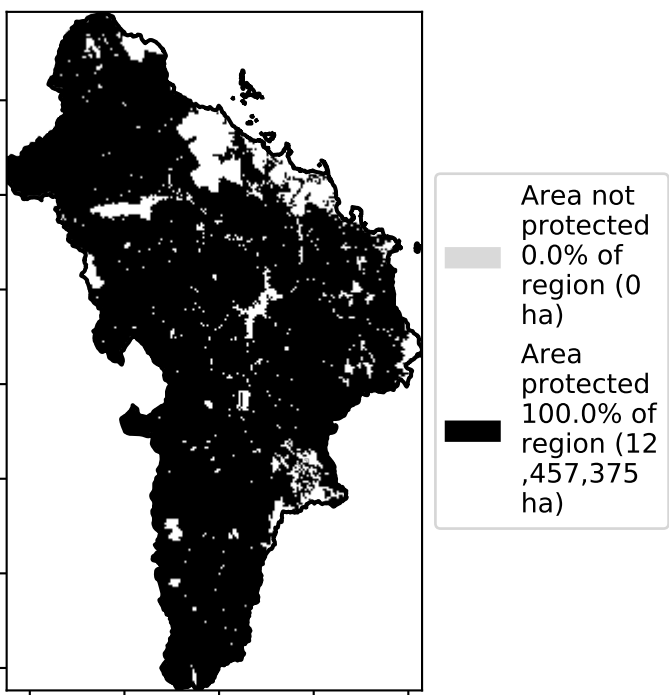 Area not
protected
0.0% of
region (0
ha)
Area
protected
100.0% of
region (12
,457,375
ha)